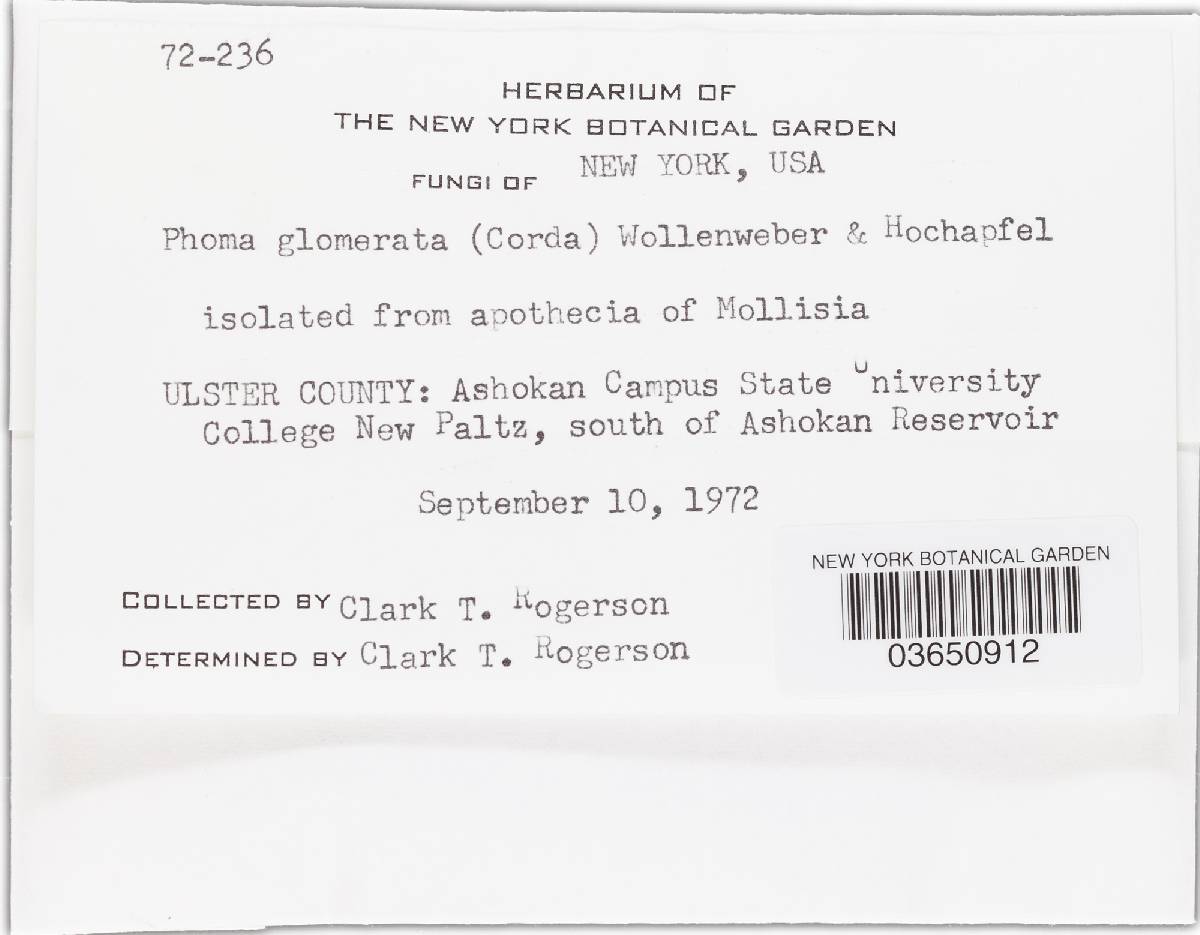 72-236
HERBARIUM OF
THE NEW YORK BOTANICAL GARDEN
FUNGI OF NEW YORK, USA
Phoma glomerata (Corda) Wollenweber & Hochapfel
isolated from apothecia of Mollisia
ULSTER COUNTY: Ashokan Campus State University
College New Paltz, south of Ashokan Reservoir
September 10, 1972
NEW YORK BOTANICAL GARDEN
03650912
COLLECTED BY Clark T. Rogerson
DETERMINED BY Clark T. Rogerson